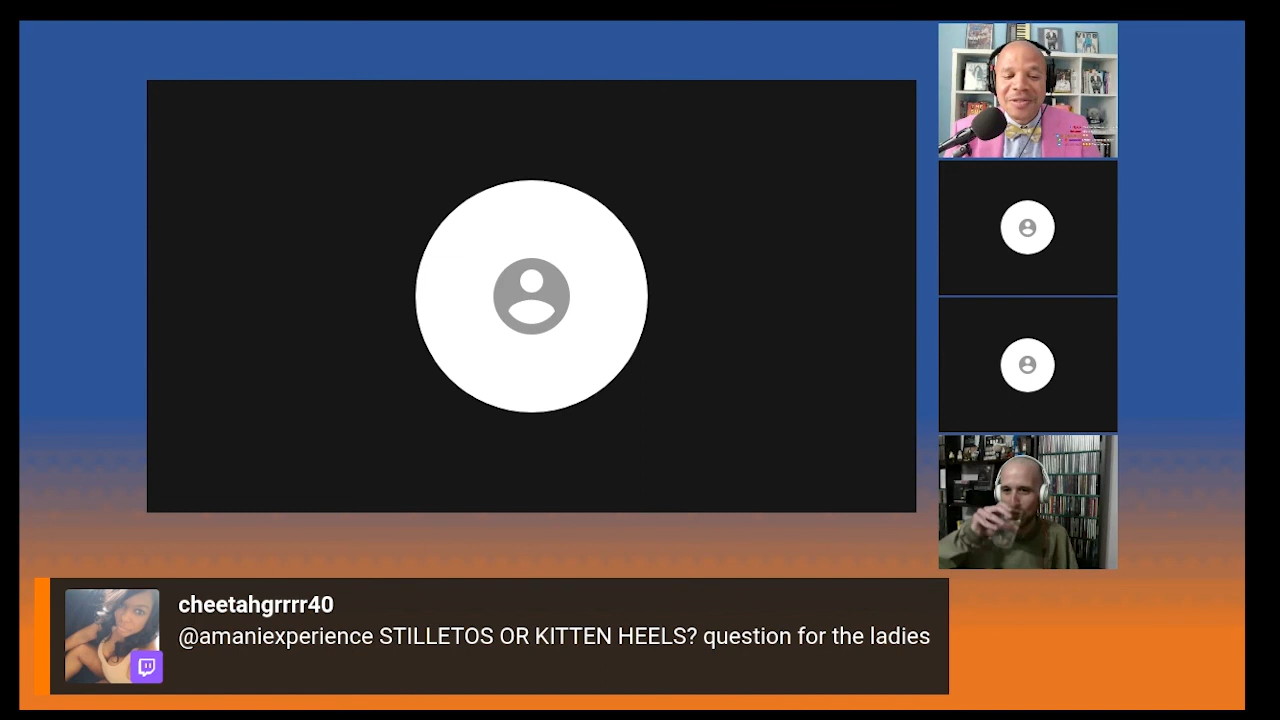 cheetahgrrrr40
@amaniexperience STILLETOS OR KITTEN HEELS? question for the ladies